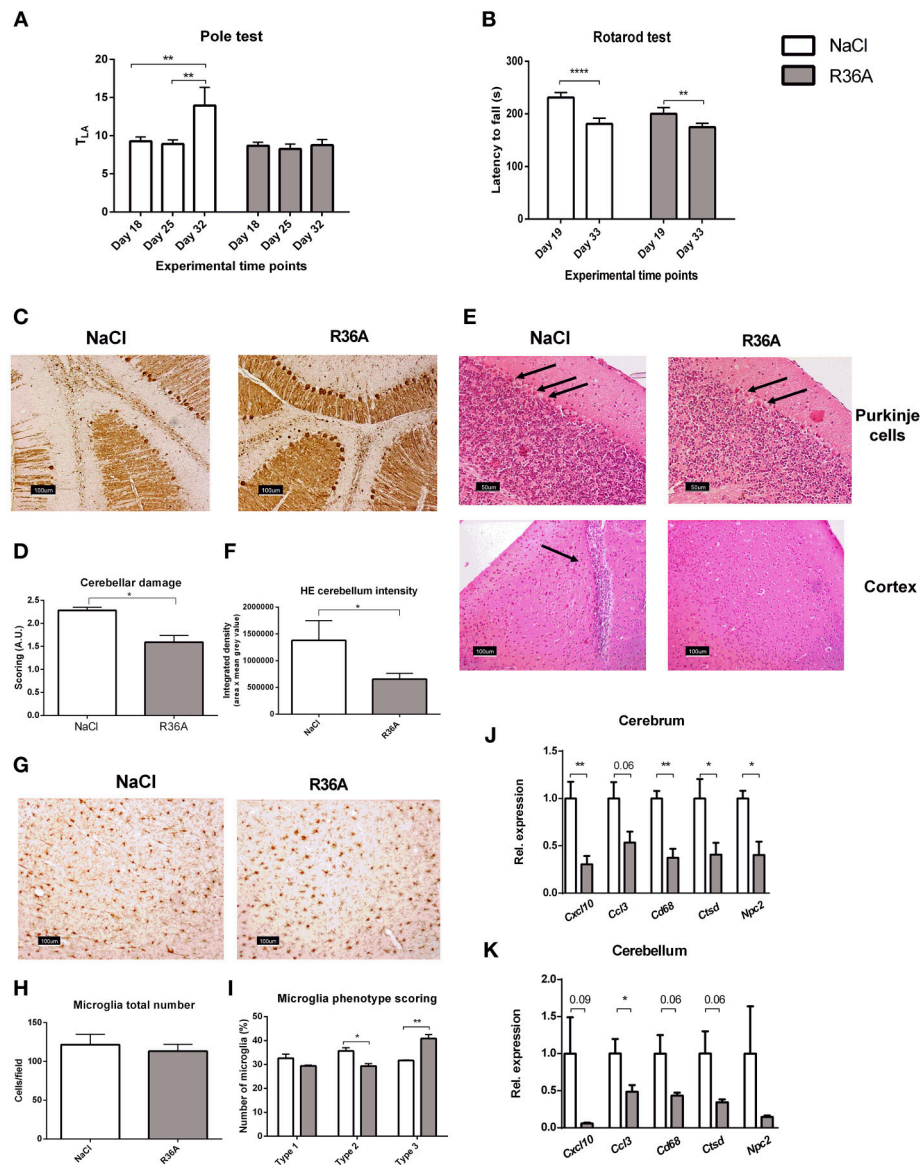 A
Pole test
**
**
20
15
10
5
0
T_LA
Day 18
Day 25
Day 32
Day 18
Day 25
Day 32
Experimental time points
B
Rotarod test
****
**
300
200
100
0
Latency to fall (s)
Day 19
Day 33
Day 19
Day 33
Experimental time points
NaCl
R36A
C
NaCl
R36A
100um
100um
D
Cerebellar damage
*
2.5
2.0
1.5
1.0
0.5
0.0
Scoring (A.U.)
NaCl
R36A
F
HE cerebellum intensity
*
2000000
1500000
1000000
500000
0
Integrated density
(area x mean grey value)
NaCl
R36A
E
NaCl
R36A
50um
50um
Purkinje
cells
100um
100um
Cortex
G
NaCl
R36A
100um
100um
H
Microglia total number
150
100
50
0
Cells/field
NaCl
R36A
I
Microglia phenotype scoring
*
**
50
40
30
20
10
0
Number of microglia (%)
Type 1
Type 2
Type 3
J
Cerebrum
** 0.06 ** * *
1.5
1.0
0.5
0.0
Rel. expression
Cxcl10
Ccl3
Cd68
Ctsd
Npc2
K
Cerebellum
0.09 * 0.06 0.06
2.0
1.5
1.0
0.5
0.0
Rel. expression
Cxcl10
Ccl3
Cd68
Ctsd
Npc2